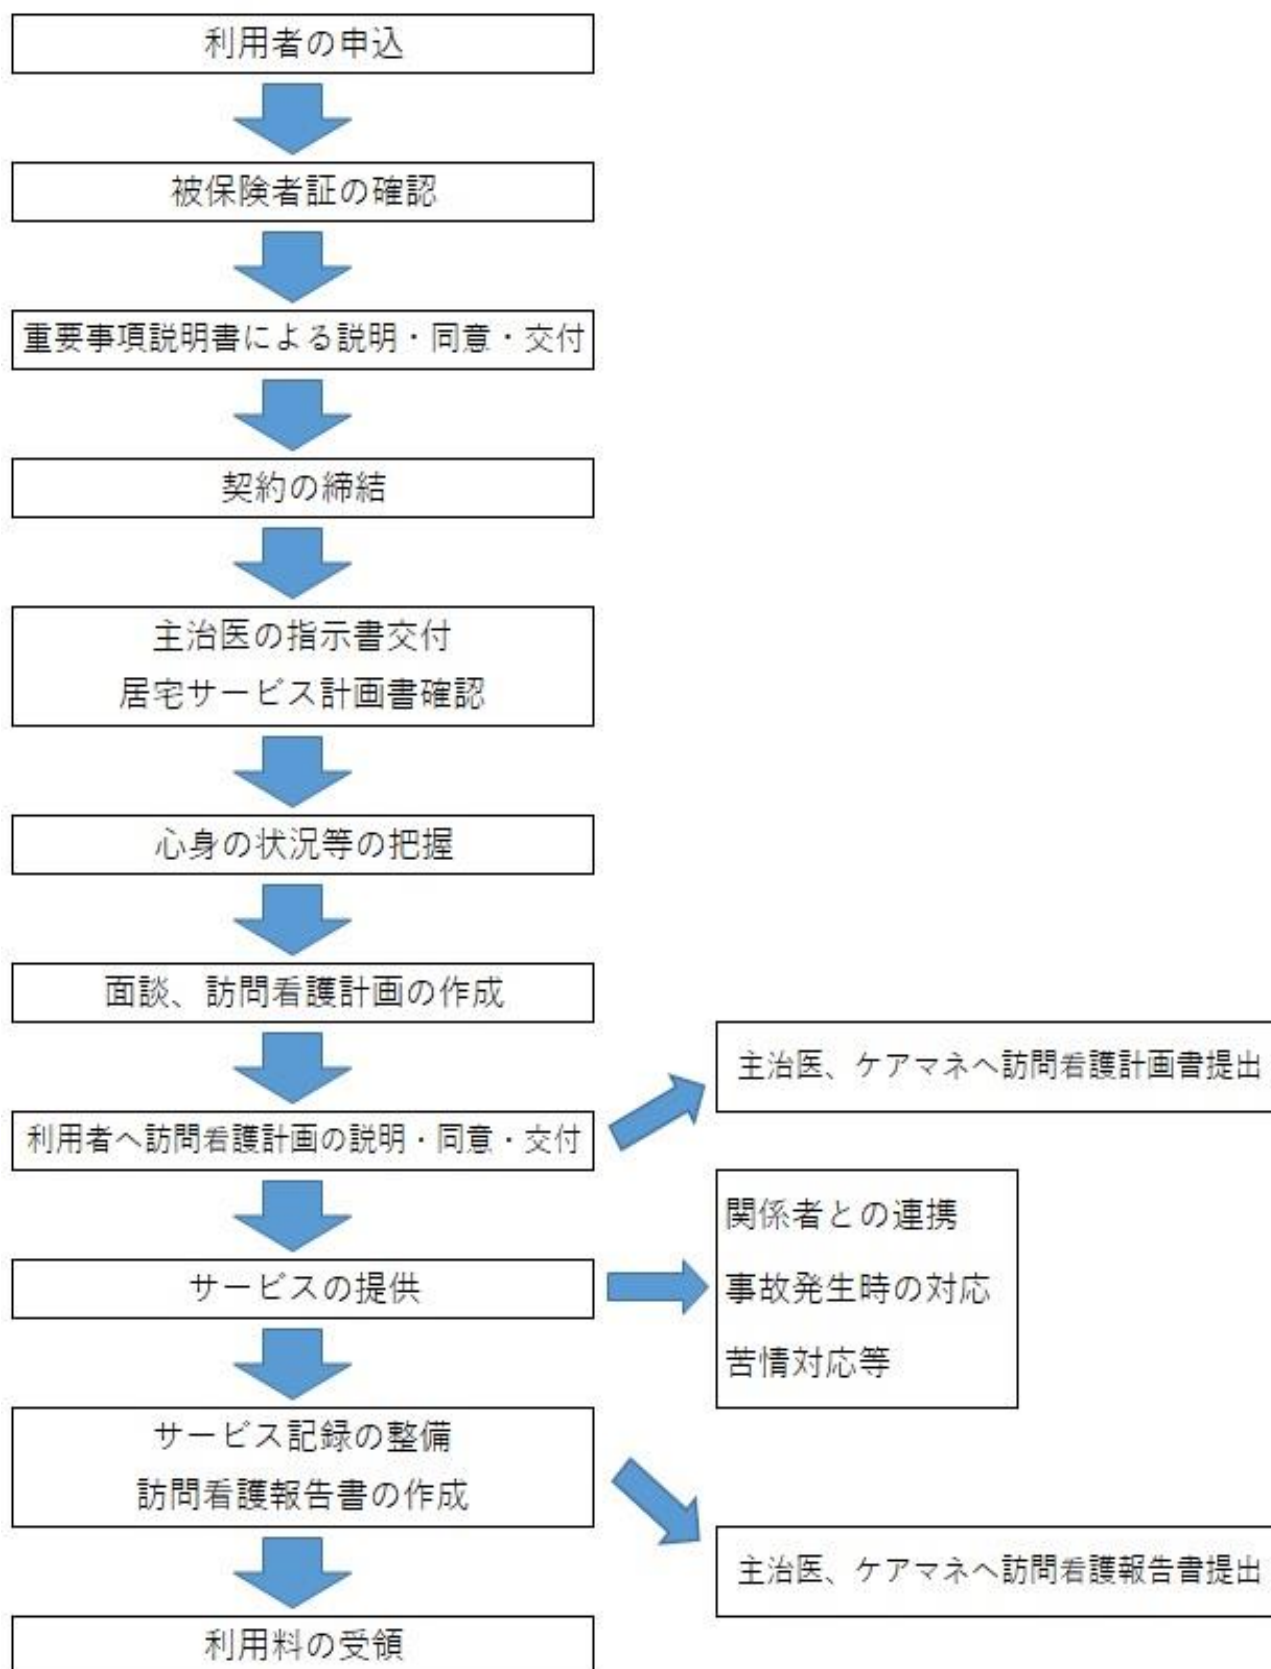 利用者の申込
被保険者証の確認
重要事項説明書による説明・同意・交付
契約の締結
主治医の指示書交付
居宅サービス計画書確認
心身の状況等の把握
面談、訪問看護計画の作成
利用者へ訪問看護計画の説明・同意・交付
主治医、ケアマネへ訪問看護計画書提出
サービスの提供
関係者との連携
事故発生時の対応
苦情対応等
サービス記録の整備
訪問看護報告書の作成
主治医、ケアマネへ訪問看護報告書提出
利用料の受領